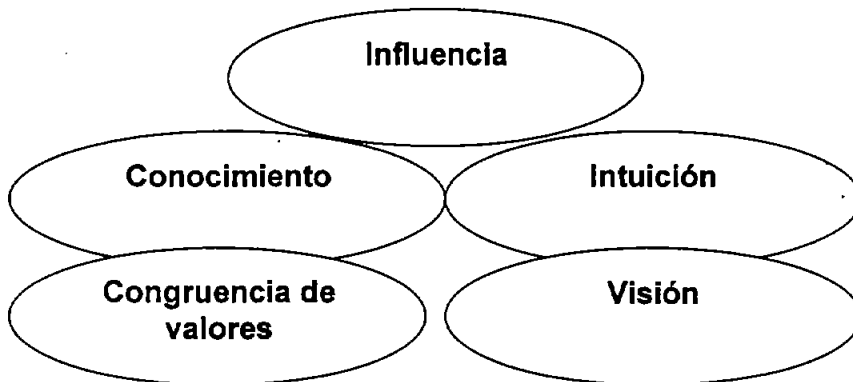 Influencia
Conocimiento
Intuición
Congruencia de
valores
Visión